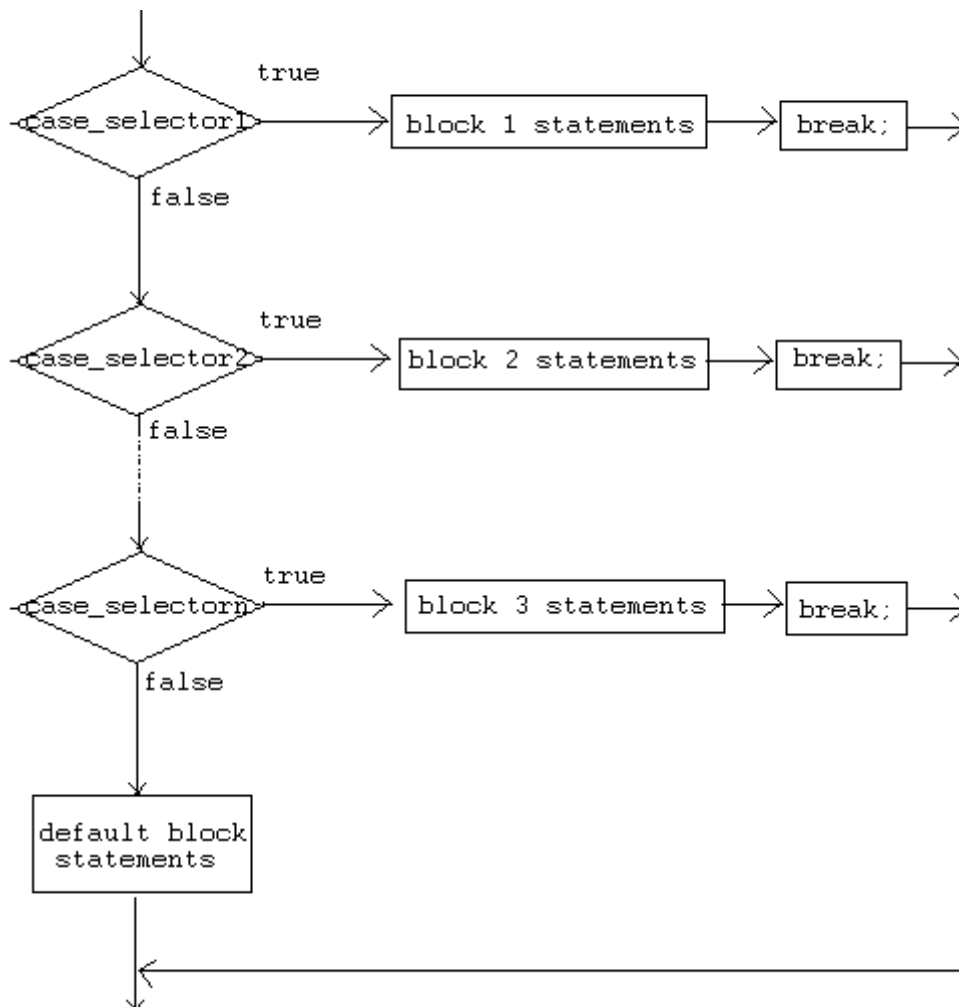 true
case_selector1
block 1 statements
break;
false
true
case_selector2
block 2 statements
break;
false
true
case_selectorn
block 3 statements
break;
false
default block
statements